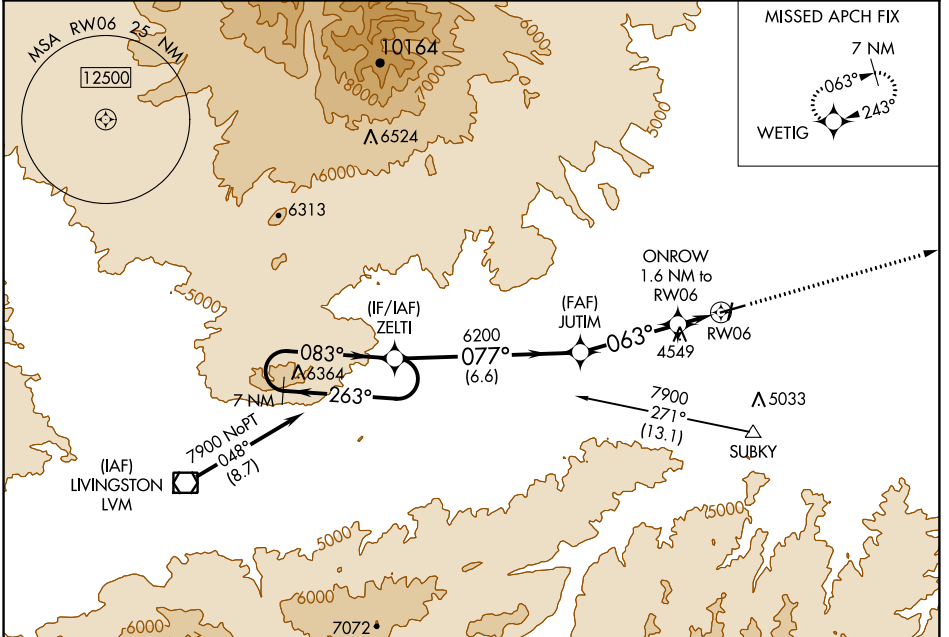 MSA RW06 25 NM
12500
10164
8000
7000
6000
5000
6524
6000
6313
5000
MISSED APCH FIX
7 NM
063°
243°
WETIG
ONROW
1.6 NM to
RW06
(IF/IAF)
ZELTI
(FAF)
JUTIM
6200
077°
(6.6)
063°
RW06
4549
083°
6364
263°
7 NM
7900 NoPT
048°
(8.7)
7900
271°
(13.1)
5033
SUBKY
(IAF)
LIVINGSTON
LVM
5000
5000
6000
6000
7072